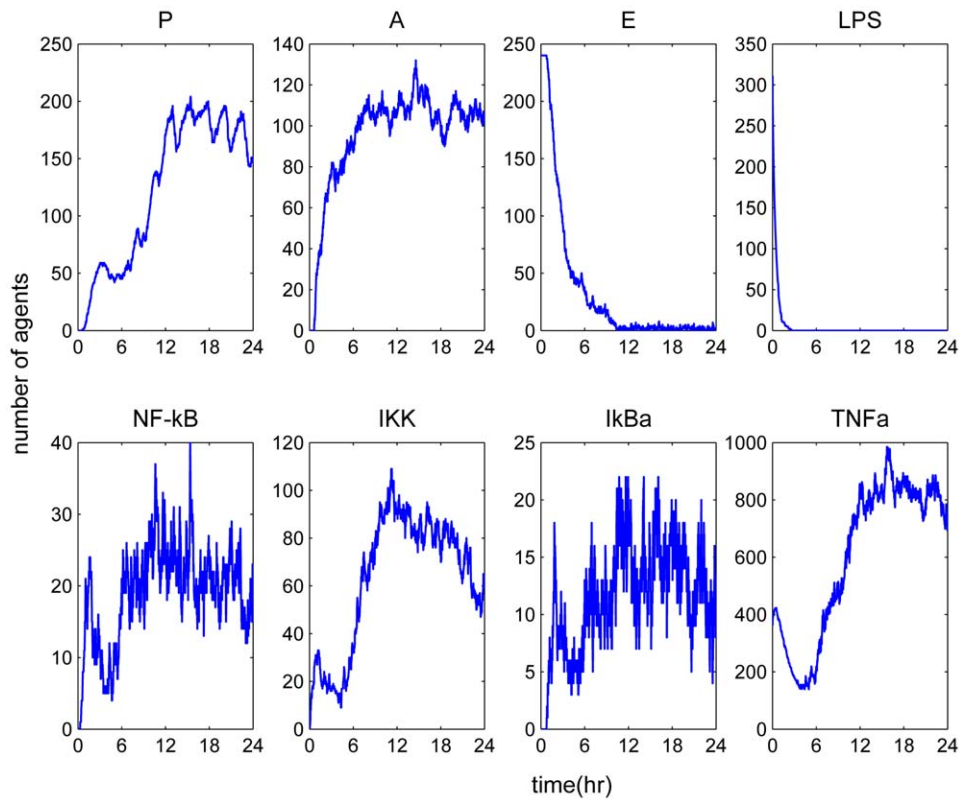 P A E LPS
250 140 250 350
200 120 200 300
150 100 150 250
100 80 100 200
50 60 50 150
0 40 0 100
20 50
0 0
0 6 12 18 24 0 6 12 18 24 0 6 12 18 24 0 6 12 18 24
number of agents
NF-kB IKK IkBa TNFa
40 120 25 1000
30 100 20 800
20 80 15 600
10 60 10 400
0 40 5 200
20 0 0
0
0 6 12 18 24 0 6 12 18 24 0 6 12 18 24 0 6 12 18 24
time(hr)